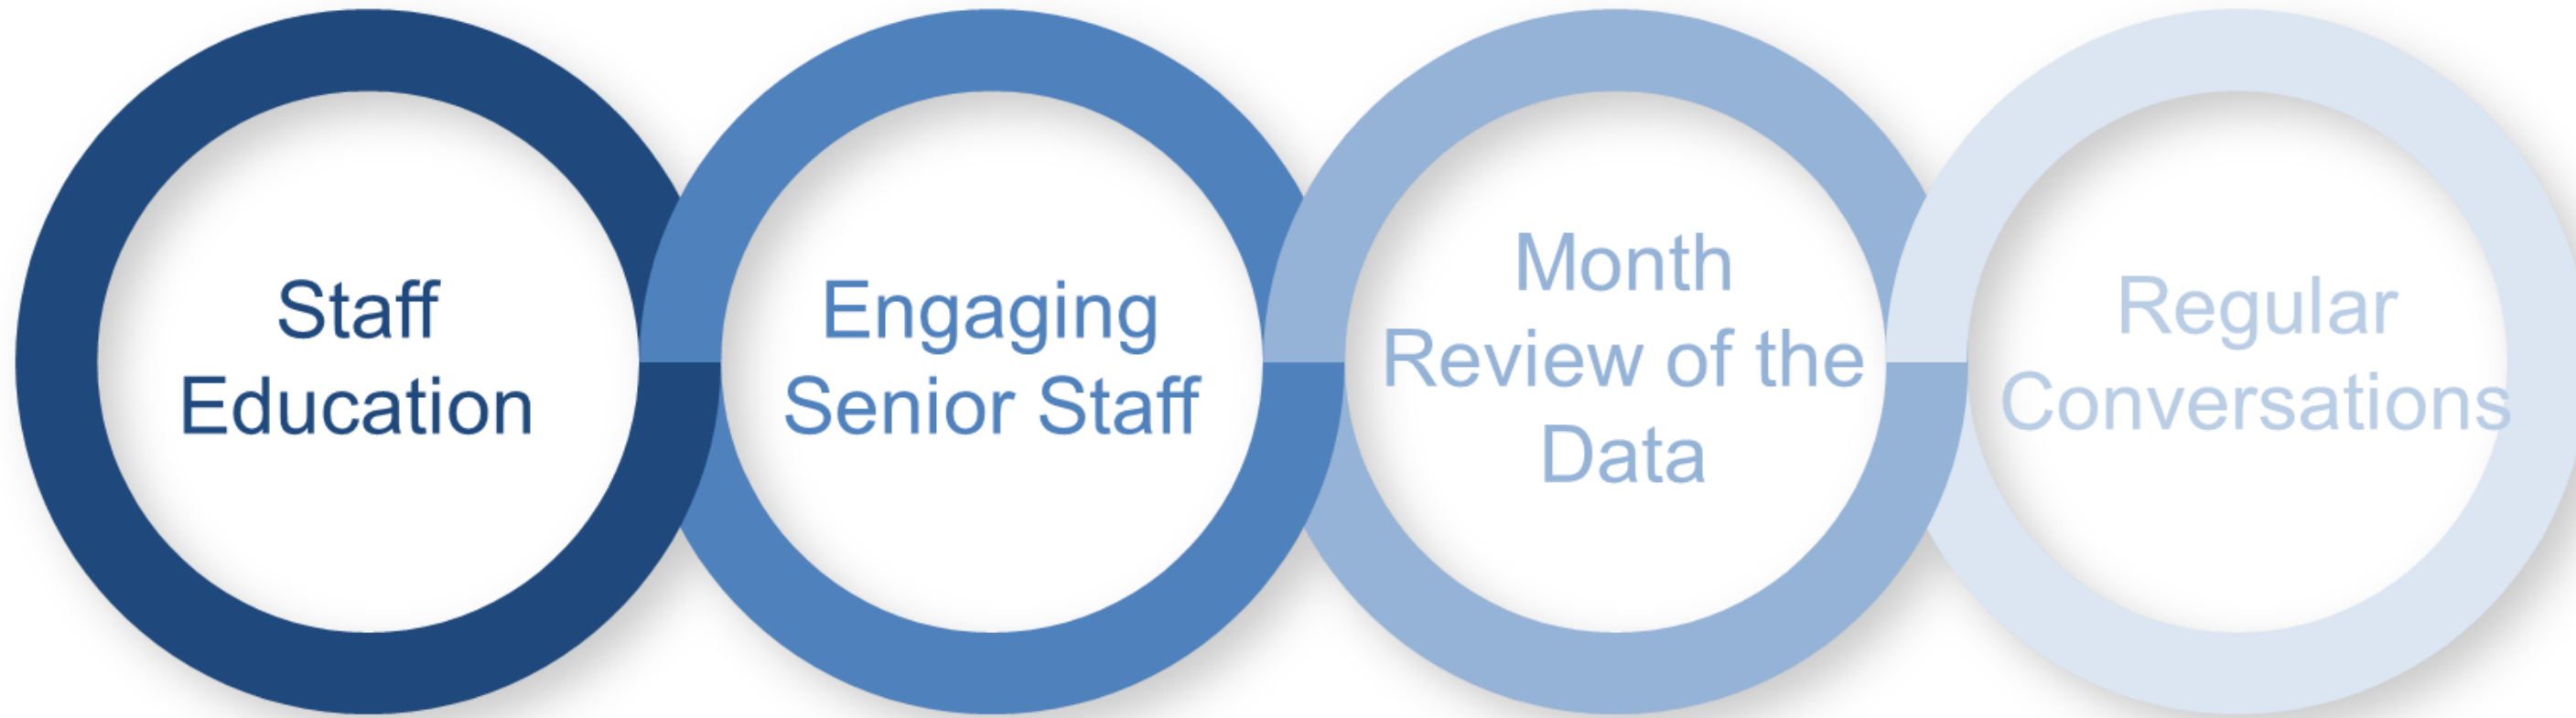 Staff
Education
Engaging
Senior Staff
Month
Review of the
Data
Regular
Conversations